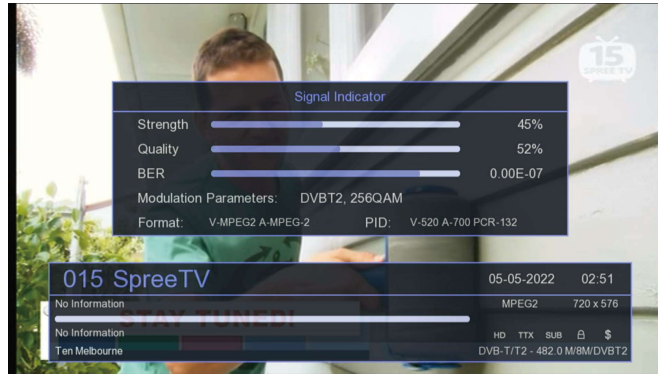 15
SPREE TV
Signal Indicator
Strength 45%
Quality 52%
BER 0.00E-07
Modulation Parameters: DVBT2, 256QAM
Format: V-MPEG2 A-MPEG-2 PID: V-520 A-700 PCR-132
015 SpreeTV 05-05-2022 02:51
No Information MPEG2 720 x 576
STAY TUNED!
No Information HD TTX SUB $
Ten Melbourne DVB-T/T2 - 482.0 M/8M/DVBT2